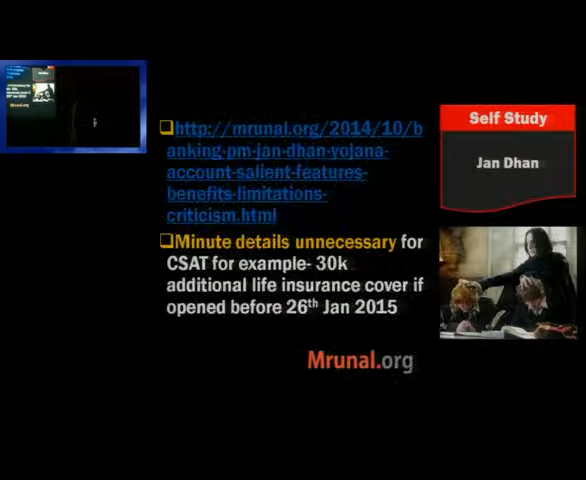 ❑http://mrunal.org/2014/10/b
anking-pm-jan-dhan-yojana-
account-salient-features-
benefits-limitations-
criticism.html
❑Minute details unnecessary for
CSAT for example- 30k
additional life insurance cover if
opened before 26th Jan 2015
Mrunal.org
Self Study
Jan Dhan